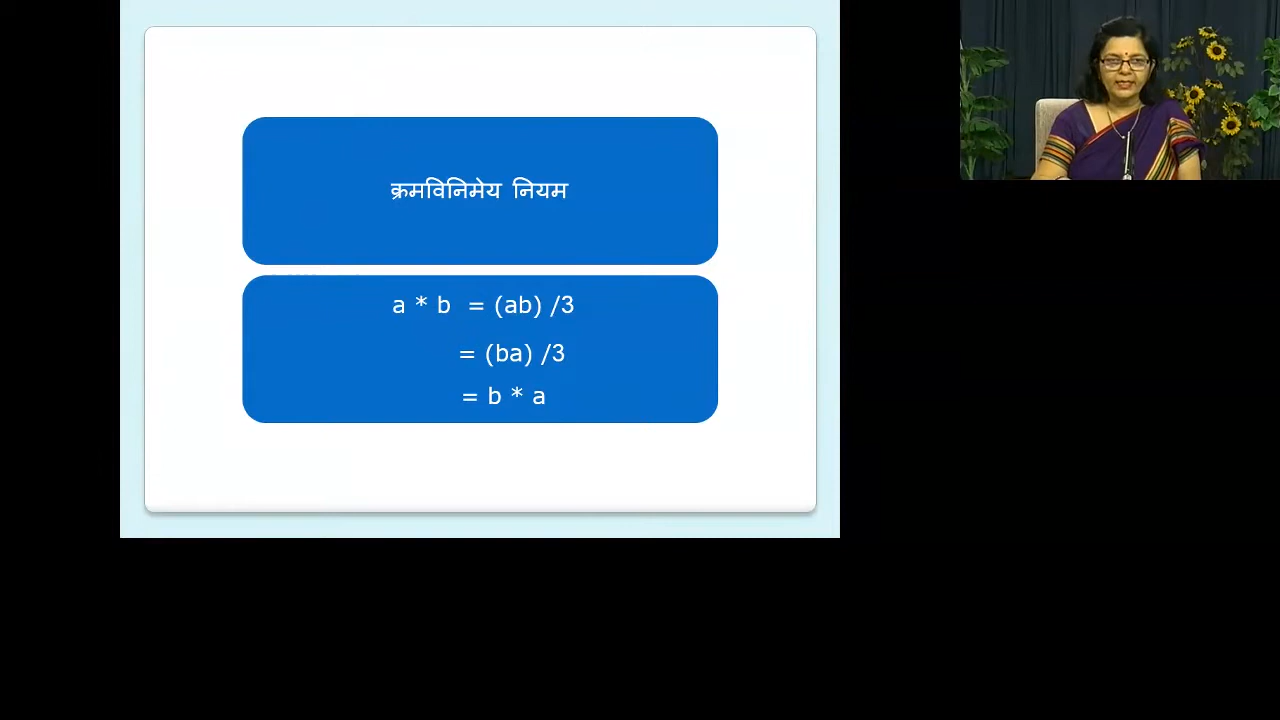 क्रमविनिमेय नियम
a * b = (ab) /3
= (ba) /3
= b * a